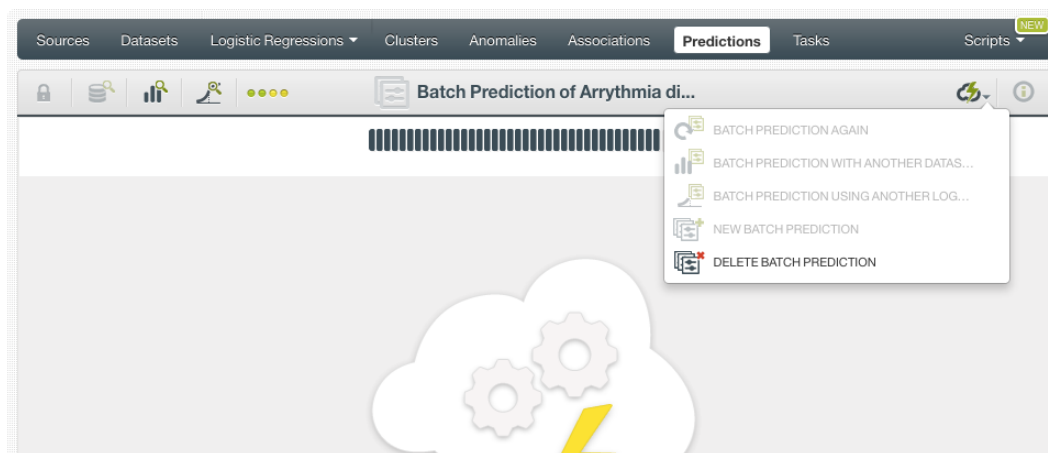 NEW
Sources Datasets Logistic Regressions Clusters Anomalies Associations Predictions Tasks Scripts
Batch Prediction of Arrythmia di...
BATCH PREDICTION AGAIN
BATCH PREDICTION WITH ANOTHER DATAS...
BATCH PREDICTION USING ANOTHER LOG...
NEW BATCH PREDICTION
DELETE BATCH PREDICTION